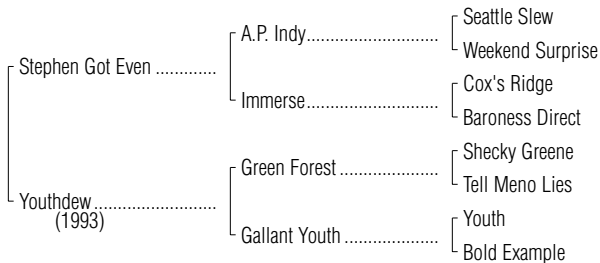 Seattle Slew
A.P. Indy..............................
Weekend Surprise
Stephen Got Even .............
Cox's Ridge
Immerse..............................
Baroness Direct
Shecky Greene
Green Forest ......................
Tell Meno Lies
Youthdew...........................
(1993)
Youth
Gallant Youth .....................
Bold Example